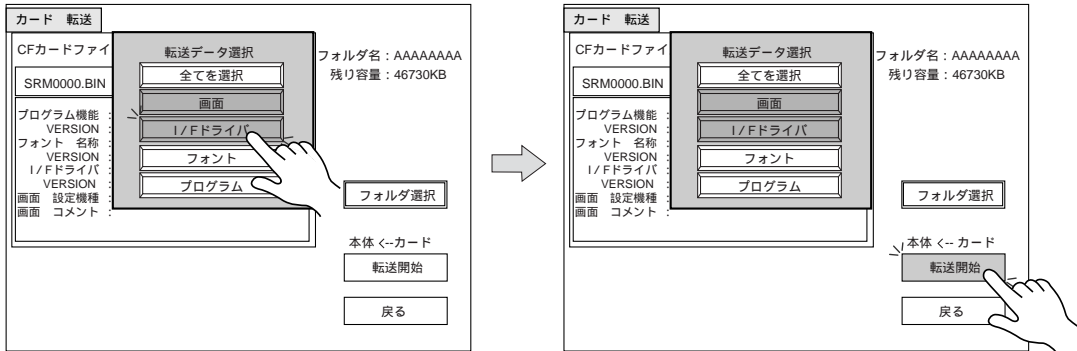 カード 転送
CFカードファイ
転送データ選択
フォルダ名：AAAAAAAA
残り容量：46730KB
SRM0000.BIN
全てを選択
画面
I/Fドライバ
フォント
プログラム
プログラム機能 :
VERSION :
フォント 名称 :
VERSION :
I/Fドライバ :
VERSION :
画面 設定機種 :
画面 コメント :
フォルダ選択
本体 <--カード
転送開始
戻る
カード 転送
CFカードファイ
転送データ選択
フォルダ名：AAAAAAAA
残り容量：46730KB
SRM0000.BIN
全てを選択
画面
I/Fドライバ
フォント
プログラム
プログラム機能 :
VERSION :
フォント 名称 :
VERSION :
I/Fドライバ :
VERSION :
画面 設定機種 :
画面 コメント :
フォルダ選択
本体 <-- カード
転送開始
戻る